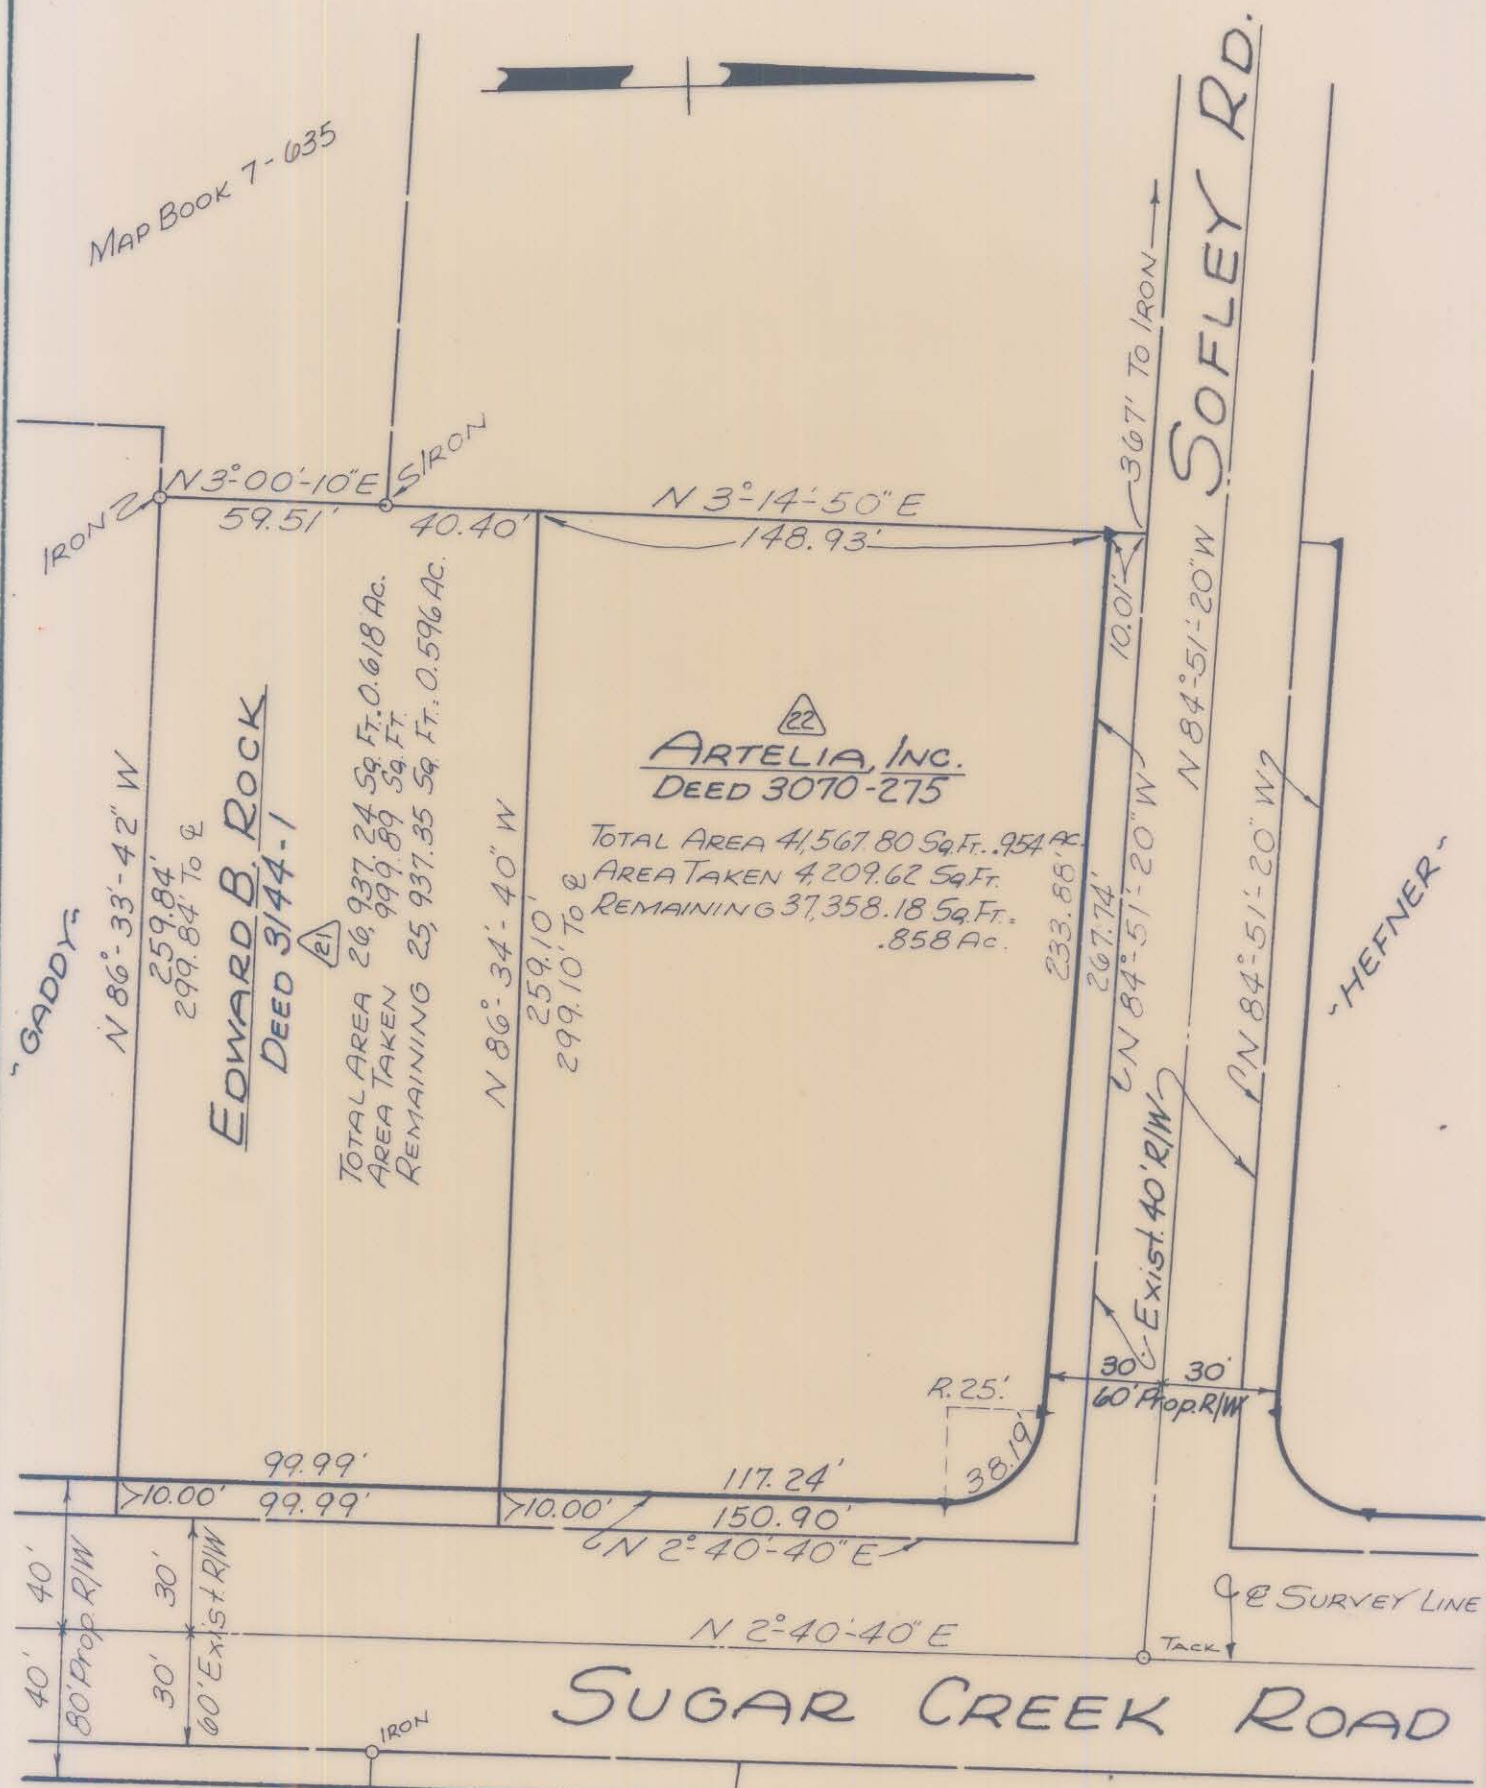 MAP BOOK 7-635
SOFLEY RD.
367' TO IRON
IRON
N 3°-00'-10" E
59.51'
IRON
40.40'
N 3°-14'-50" E
148.93'
10.01'
N 84°-51'-20" W
"GADDY"
N 86°-33'-42" W
259.84'
299.84' To ℄
EDWARD B. ROCK
DEED 3144-1
21
TOTAL AREA 26,937.24 Sq. Ft. 0.618 Ac.
AREA TAKEN 999.89 Sq. Ft.
REMAINING 25,937.35 Sq. Ft. = 0.596 Ac.
N 86°-34'-40" W
259.10'
299.10' To ℄
22
ARTELIA, INC.
DEED 3070-275
TOTAL AREA 41,567.80 Sq. Ft. .954 AC.
AREA TAKEN 4,209.62 Sq. Ft.
REMAINING 37,358.18 Sq. Ft. =
.858 Ac.
233.88'
267.74'
N 84°-51'-20" W
N 84°-51'-20" W
"HEFNER"
Exist. 40' R/W
30'
30'
60' Prop. R/W
R. 25'
38.19'
99.99'
10.00'
99.99'
117.24'
10.00'
150.90'
N 2°-40'-40" E
40'
40'
80' Prop. R/W
30'
30'
60' Exist. R/W
N 2°-40'-40" E
TACK
℄ SURVEY LINE
SUGAR CREEK ROAD
IRON